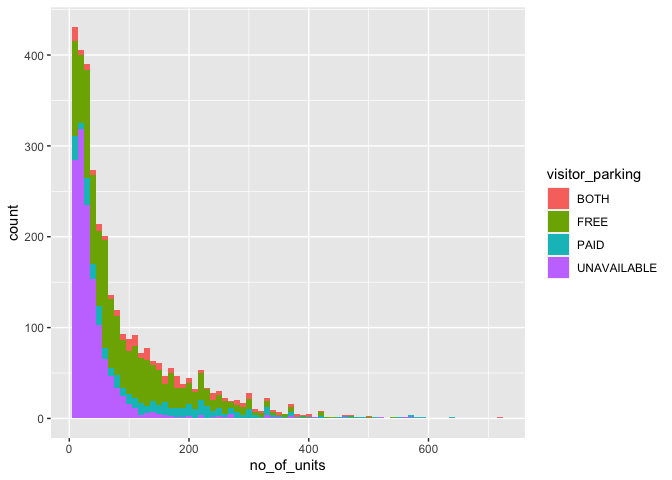 400
300
200
100
0
count
0
200
400
600
no_of_units
visitor_parking
BOTH
FREE
PAID
UNAVAILABLE